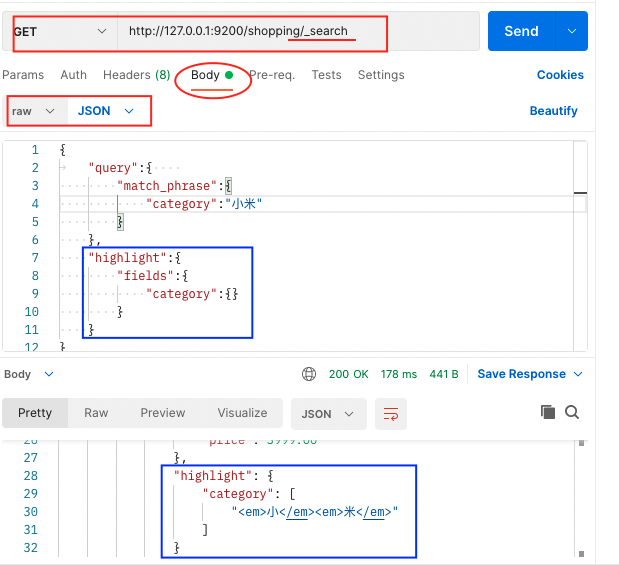 GET http://127.0.0.1:9200/shopping/_search Send
Params Auth Headers (8) Body Pre-req. Tests Settings Cookies
raw JSON Beautify
1 {
2 "query":{
3 "match_phrase":{
4 "category":"小米"
5 }
6 },
7 "highlight":{
8 "fields":{
9 "category":{}
10 }
11 }
12 }
Body 200 OK 178 ms 441 B Save Response
Pretty Raw Preview Visualize JSON
26 "price": 3999.00
27 },
28 "highlight": {
29 "category": [
30 "<em>小</em><em>米</em>"
31 ]
32 }